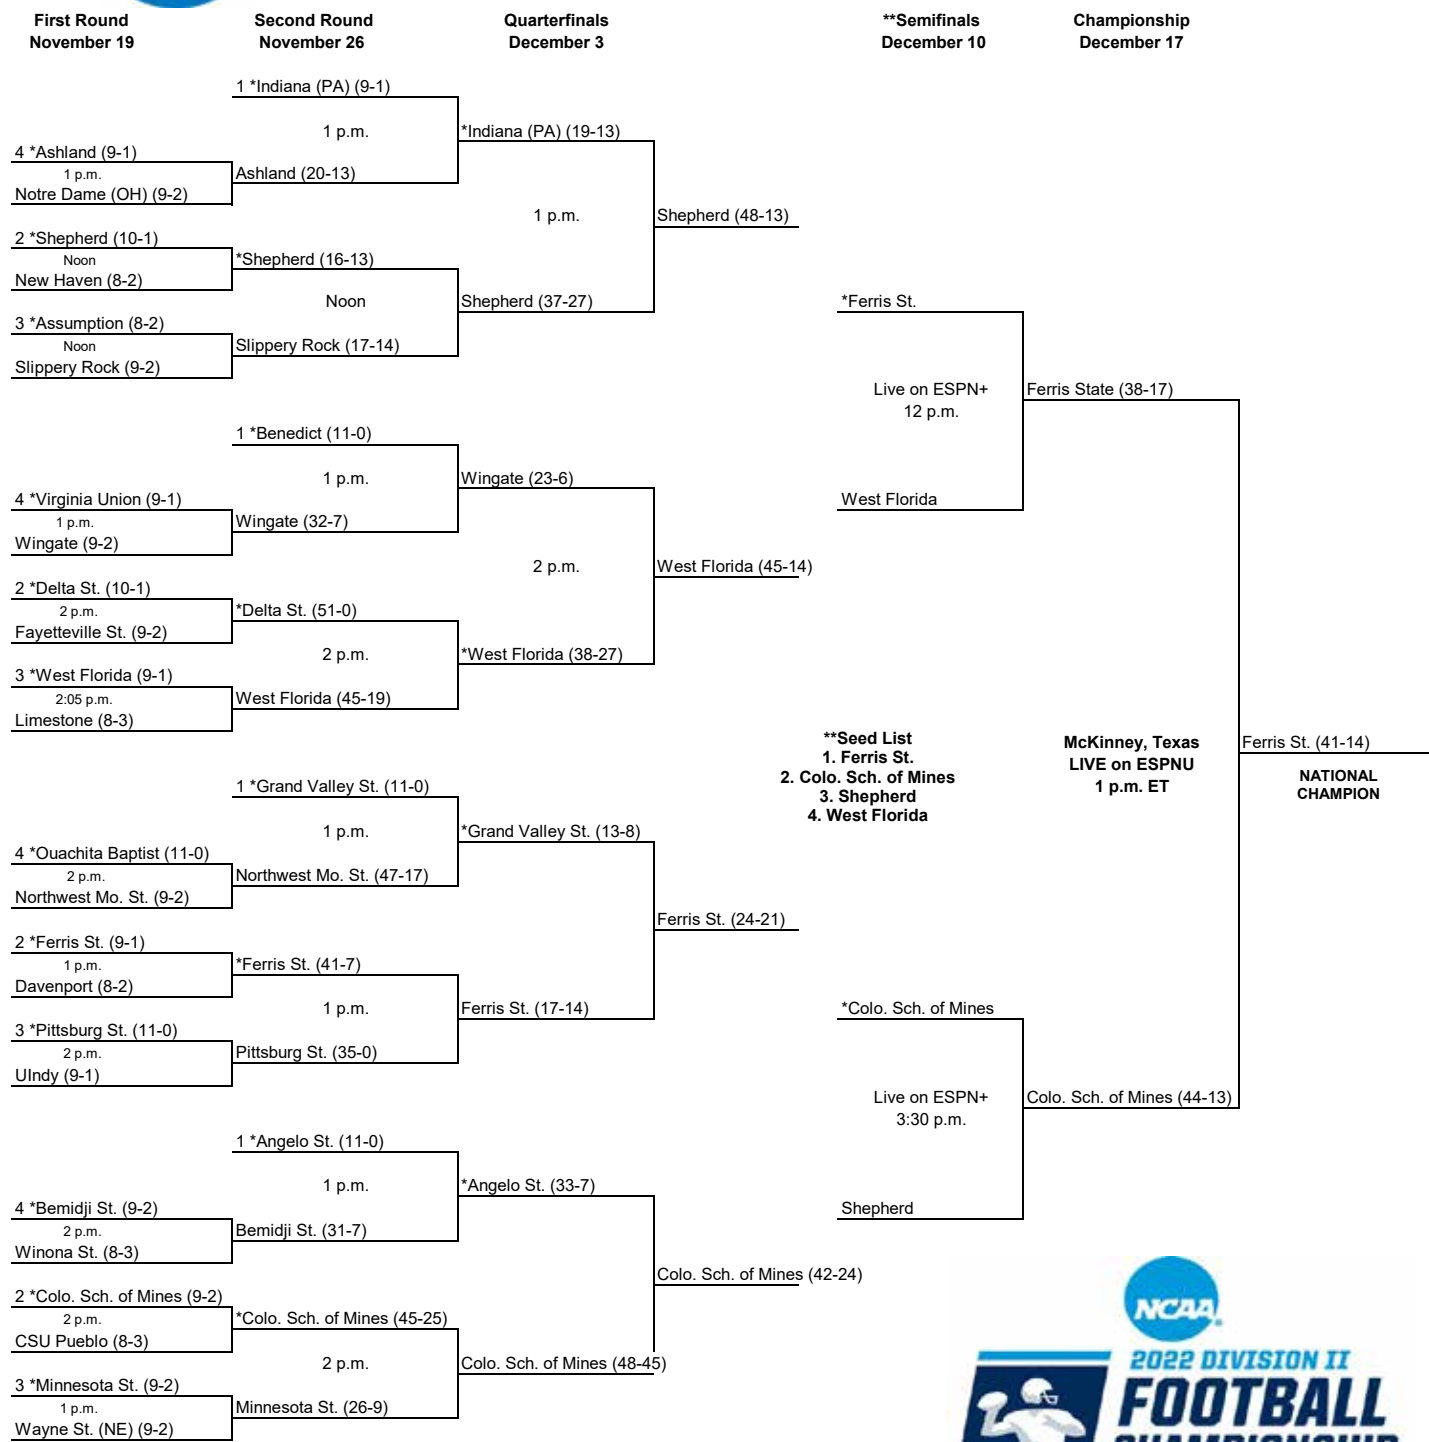 First Round
November 19
Second Round
November 26
Quarterfinals
December 3
**Semifinals
December 10
Championship
December 17
1 *Indiana (PA) (9-1)
1 p.m.
*Indiana (PA) (19-13)
4 *Ashland (9-1)
1 p.m.
Notre Dame (OH) (9-2)
Ashland (20-13)
1 p.m.
Shepherd (48-13)
2 *Shepherd (10-1)
Noon
New Haven (8-2)
*Shepherd (16-13)
Noon
Shepherd (37-27)
3 *Assumption (8-2)
Noon
Slippery Rock (9-2)
Slippery Rock (17-14)
*Ferris St.
Live on ESPN+
12 p.m.
Ferris State (38-17)
West Florida
1 *Benedict (11-0)
1 p.m.
Wingate (23-6)
4 *Virginia Union (9-1)
1 p.m.
Wingate (9-2)
Wingate (32-7)
2 p.m.
West Florida (45-14)
2 *Delta St. (10-1)
2 p.m.
Fayetteville St. (9-2)
*Delta St. (51-0)
2 p.m.
*West Florida (38-27)
3 *West Florida (9-1)
2:05 p.m.
Limestone (8-3)
West Florida (45-19)
**Seed List
1. Ferris St.
2. Colo. Sch. of Mines
3. Shepherd
4. West Florida
McKinney, Texas
LIVE on ESPNU
1 p.m. ET
Ferris St. (41-14)
NATIONAL
CHAMPION
1 *Grand Valley St. (11-0)
1 p.m.
*Grand Valley St. (13-8)
4 *Ouachita Baptist (11-0)
2 p.m.
Northwest Mo. St. (9-2)
Northwest Mo. St. (47-17)
Ferris St. (24-21)
2 *Ferris St. (9-1)
1 p.m.
Davenport (8-2)
*Ferris St. (41-7)
1 p.m.
Ferris St. (17-14)
3 *Pittsburg St. (11-0)
2 p.m.
UIndy (9-1)
Pittsburg St. (35-0)
*Colo. Sch. of Mines
Live on ESPN+
3:30 p.m.
Colo. Sch. of Mines (44-13)
Shepherd
1 *Angelo St. (11-0)
1 p.m.
*Angelo St. (33-7)
4 *Bemidji St. (9-2)
2 p.m.
Winona St. (8-3)
Bemidji St. (31-7)
Colo. Sch. of Mines (42-24)
2 *Colo. Sch. of Mines (9-2)
2 p.m.
CSU Pueblo (8-3)
*Colo. Sch. of Mines (45-25)
2 p.m.
Colo. Sch. of Mines (48-45)
3 *Minnesota St. (9-2)
1 p.m.
Wayne St. (NE) (9-2)
Minnesota St. (26-9)
NCAA
2022 DIVISION II
FOOTBALL
CHAMPIONSHIP